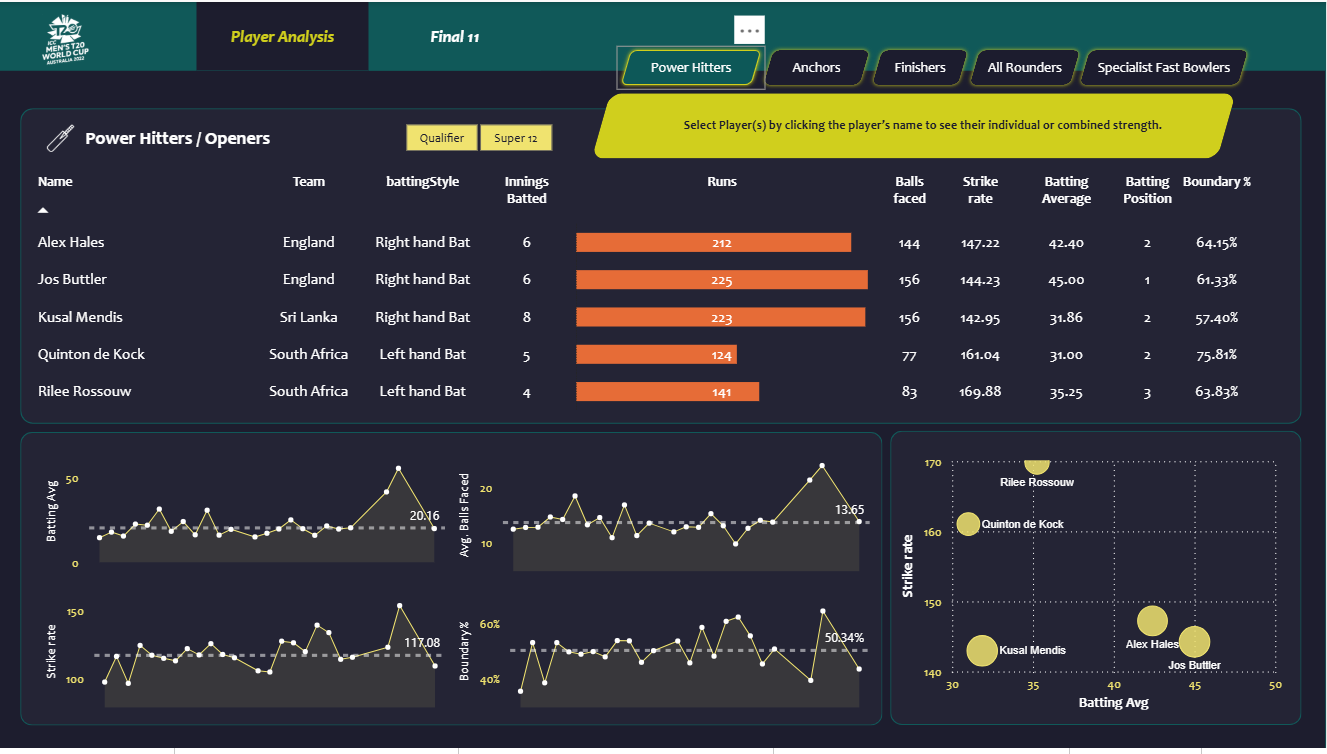 T20
ICC
MEN'S T20
WORLD CUP
AUSTRALIA 2022
Player Analysis
Final 11
...
Power Hitters
Anchors
Finishers
All Rounders
Specialist Fast Bowlers
Select Player(s) by clicking the player's name to see their individual or combined strength.
Power Hitters / Openers
Qualifier
Super 12
Name Team battingStyle Innings Batted Runs Balls faced Strike rate Batting Average Batting Position Boundary %
Alex Hales England Right hand Bat 6 212 144 147.22 42.40 2 64.15%
Jos Buttler England Right hand Bat 6 225 156 144.23 45.00 1 61.33%
Kusal Mendis Sri Lanka Right hand Bat 8 223 156 142.95 31.86 2 57.40%
Quinton de Kock South Africa Left hand Bat 5 124 77 161.04 31.00 2 75.81%
Rilee Rossouw South Africa Left hand Bat 4 141 83 169.88 35.25 3 63.83%
Batting Avg
50
0
20.16
Avg. Balls Faced
20
10
13.65
Strike rate
150
100
117.08
Boundary%
60%
40%
50.34%
Strike rate
170
160
150
140
Rilee Rossouw
Quinton de Kock
Alex Hales
Kusal Mendis
Jos Buttler
30 35 40 45 50
Batting Avg